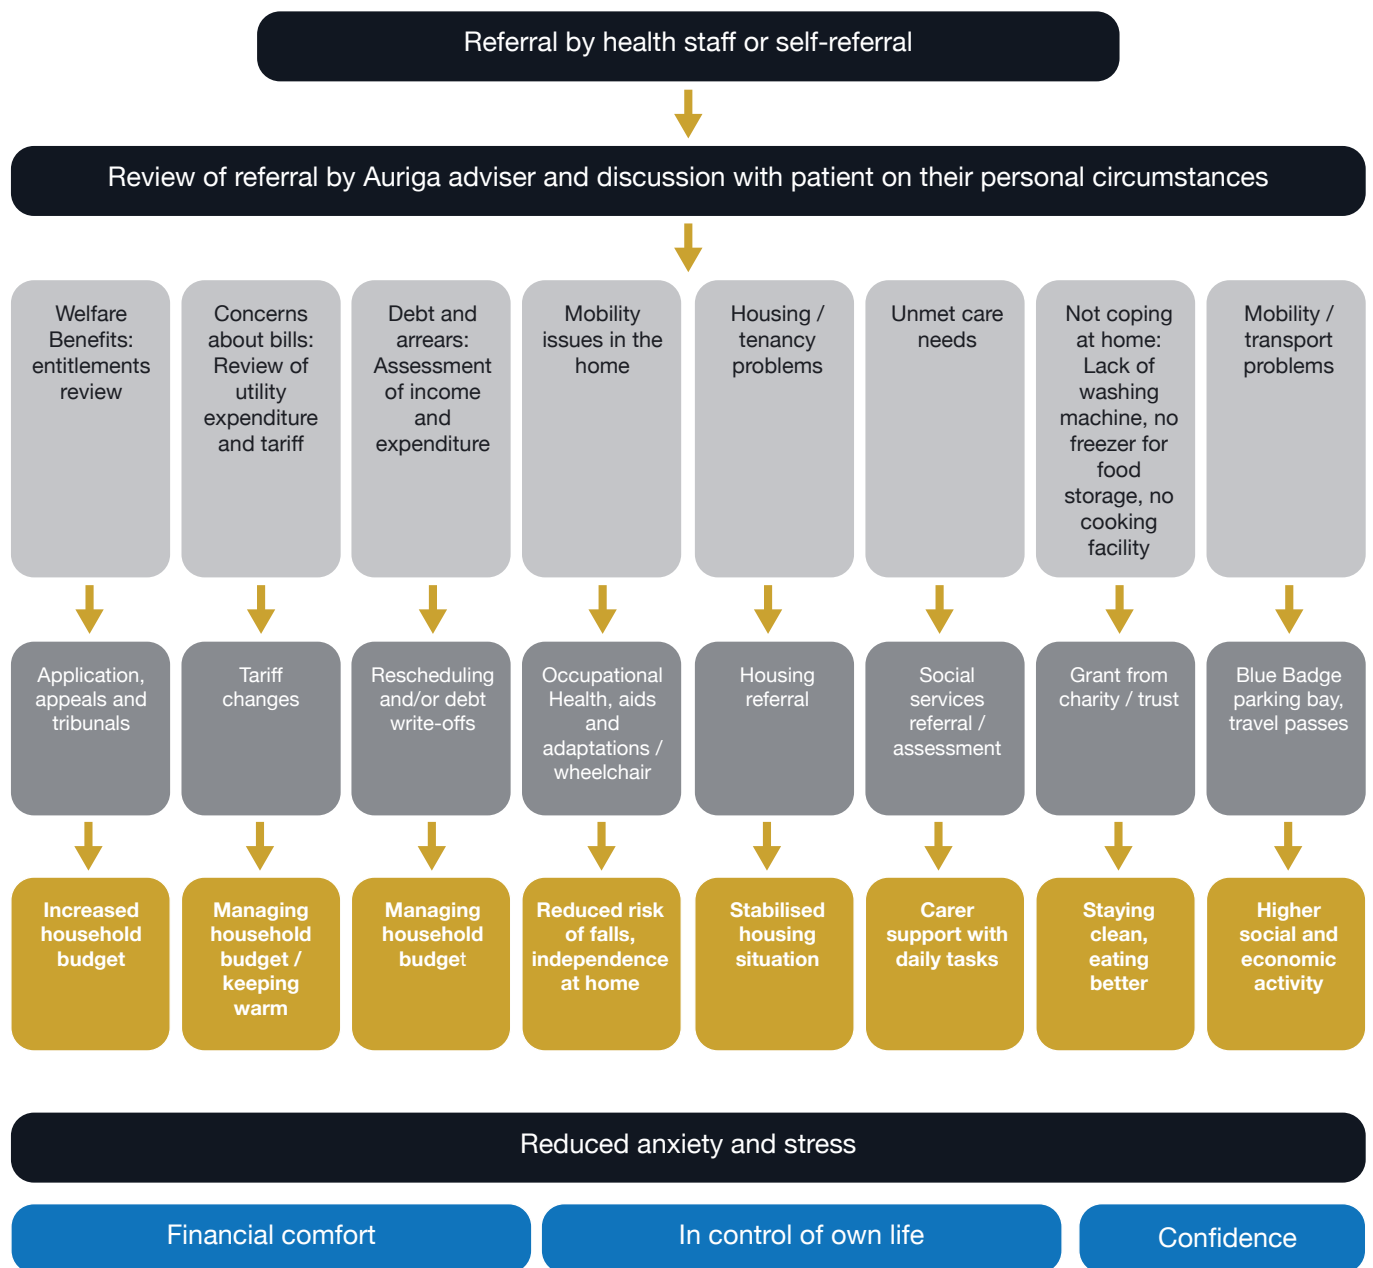 Referral by health staff or self-referral
Review of referral by Auriga adviser and discussion with patient on their personal circumstances
Welfare
Benefits:
entitlements
review
Concerns
about bills:
Review of
utility
expenditure
and tariff
Debt and
arrears:
Assessment
of income
and
expenditure
Mobility
issues in the
home
Housing /
tenancy
problems
Unmet care
needs
Not coping
at home:
Lack of
washing
machine, no
freezer for
food
storage, no
cooking
facility
Mobility /
transport
problems
Application,
appeals and
tribunals
Tariff
changes
Rescheduling
and/or debt
write-offs
Occupational
Health, aids
and
adaptations /
wheelchair
Housing
referral
Social
services
referral /
assessment
Grant from
charity / trust
Blue Badge
parking bay,
travel passes
Increased
household
budget
Managing
household
budget /
keeping
warm
Managing
household
budget
Reduced risk
of falls,
independence
at home
Stabilised
housing
situation
Carer
support with
daily tasks
Staying
clean,
eating
better
Higher
social and
economic
activity
Reduced anxiety and stress
Financial comfort
In control of own life
Confidence